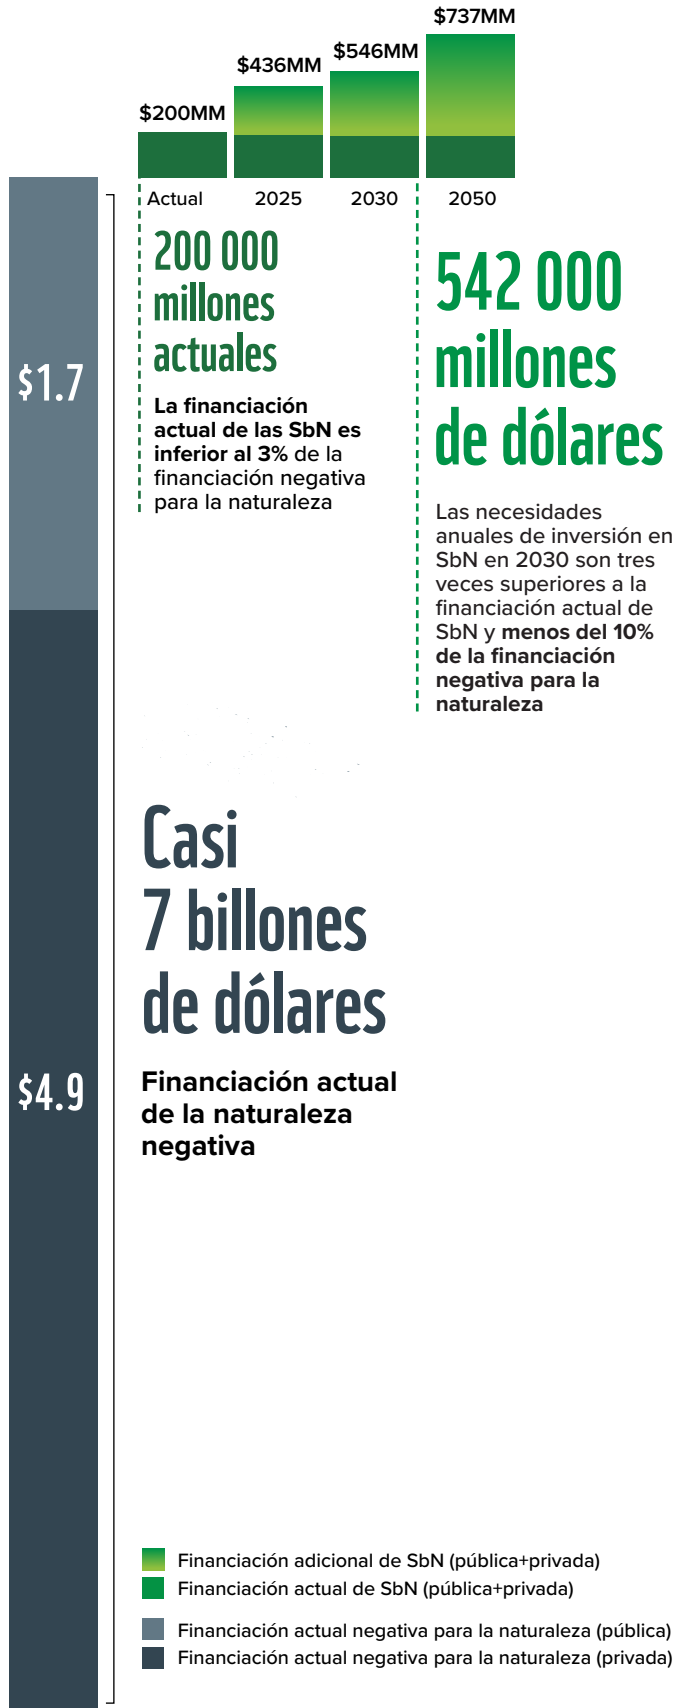 $737MM
$546MM
$436MM
$200MM
Actual
2025
2030
2050
200 000
millones
actuales
La financiación
actual de las SbN es
inferior al 3% de la
financiación negativa
para la naturaleza
542 000
millones
de dólares
Las necesidades
anuales de inversión en
SbN en 2030 son tres
veces superiores a la
financiación actual de
SbN y menos del 10%
de la financiación
negativa para la
naturaleza
$1.7
Casi
7 billones
de dólares
Financiación actual
de la naturaleza
negativa
$4.9
Financiación adicional de SbN (pública+privada)
Financiación actual de SbN (pública+privada)
Financiación actual negativa para la naturaleza (pública)
Financiación actual negativa para la naturaleza (privada)